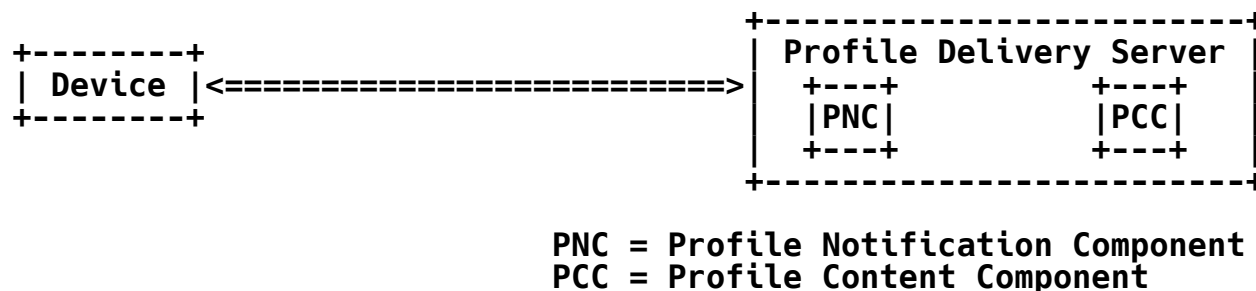 +--------------------------+
+--------+ | Profile Delivery Server |
| Device |<==========================>| +---+ +---+
+--------+ | |PNC| |PCC| |
| +---+ +---+ |
+--------------------------+
PNC = Profile Notification Component
PCC = Profile Content Component